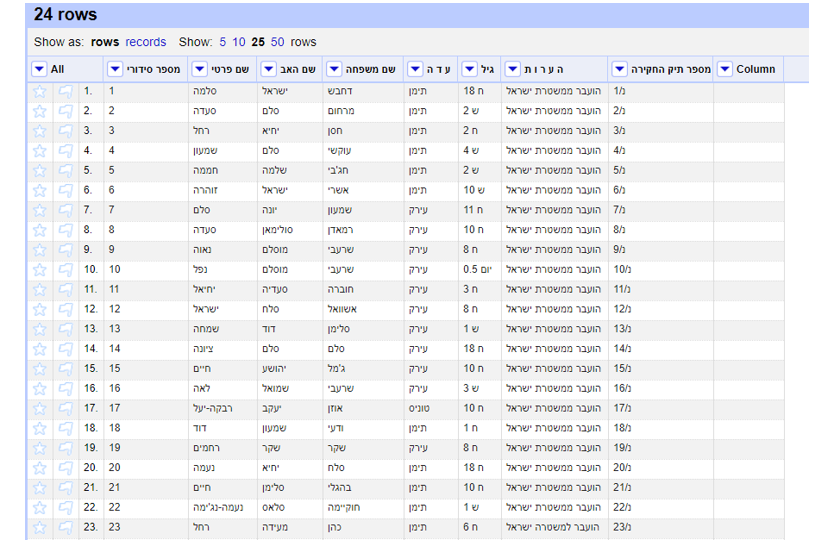 24 rows
Show as: rows records Show: 5 10 25 50 rows
All מספר סידורי שם פרטי שם האב שם משפחה ע ד ה גיל ה ע ר ו ת מספר תיק החקירה Column
1. 1 סלמה ישראל דחבש תימן 18 ח הועבר ממשטרת ישראל נ/1
2. 2 סעדה סלם מרחום תימן 2 ש הועבר ממשטרת ישראל נ/2
3. 3 רחל יחיא חסן תימן 2 ח הועבר ממשטרת ישראל נ/3
4. 4 שמעון סלם עוקשי תימן 4 ש הועבר ממשטרת ישראל נ/4
5. 5 חממה שלמה חג'בי תימן 2 ש הועבר ממשטרת ישראל נ/5
6. 6 זוהרה ישראל אשרי תימן 10 ש הועבר ממשטרת ישראל נ/6
7. 7 סלם יונה שמעון עירק 11 ח הועבר ממשטרת ישראל נ/7
8. 8 סעדה סולימאן רמאדן עירק 10 ח הועבר ממשטרת ישראל נ/8
9. 9 נאוה מוסלם שרעבי עירק 8 ח הועבר ממשטרת ישראל נ/9
10. 10 נפל מוסלם שרעבי עירק 0.5 יום הועבר ממשטרת ישראל נ/10
11. 11 יחיאל סעדיה חוברה עירק 3 ח הועבר ממשטרת ישראל נ/11
12. 12 ישראל סלח אשוואל עירק 8 ח הועבר ממשטרת ישראל נ/12
13. 13 שמחה דוד סלימן עירק 1 ש הועבר ממשטרת ישראל נ/13
14. 14 ציונה סלם סלם עירק 18 ח הועבר ממשטרת ישראל נ/14
15. 15 חיים יהושע ג'מל עירק 10 ח הועבר ממשטרת ישראל נ/15
16. 16 לאה שמואל שרעבי עירק 3 ש הועבר ממשטרת ישראל נ/16
17. 17 רבקה-יעל יעקב אוזן טוניס 10 ח הועבר ממשטרת ישראל נ/17
18. 18 דוד שמעון ודעי תימן 1 ח הועבר ממשטרת ישראל נ/18
19. 19 רחמים שקר שקר עירק 8 ח הועבר ממשטרת ישראל נ/19
20. 20 נעמה יחיא סלח תימן 18 ח הועבר ממשטרת ישראל נ/20
21. 21 חיים סלימן בהגלי תימן 10 ח הועבר ממשטרת ישראל נ/21
22. 22 נעמה-נג'ימה סלאס חוקיימה תימן 1 ש הועבר ממשטרת ישראל נ/22
23. 23 רחל מעידה כהן תימן 6 ח הועבר למשטרה ישראל נ/23